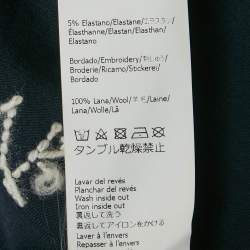 5% Elastano/Elastane/エラスタン/
Élasthanne/Elastan/Elasthan/
Elastano
Bordado/Embroidery/刺しゅう/
Broderie/Ricamo/Stickerei/
Bordado
100% Lana/Wool/毛/Laine/
Lana/Wolle/Lã
タンブル乾燥禁止
Lavar del revés
Planchar del revés
Wash inside out
Iron inside out
裏返して洗う
裏返してアイロンをかける
Laver à l'envers
Repasser à l'envers